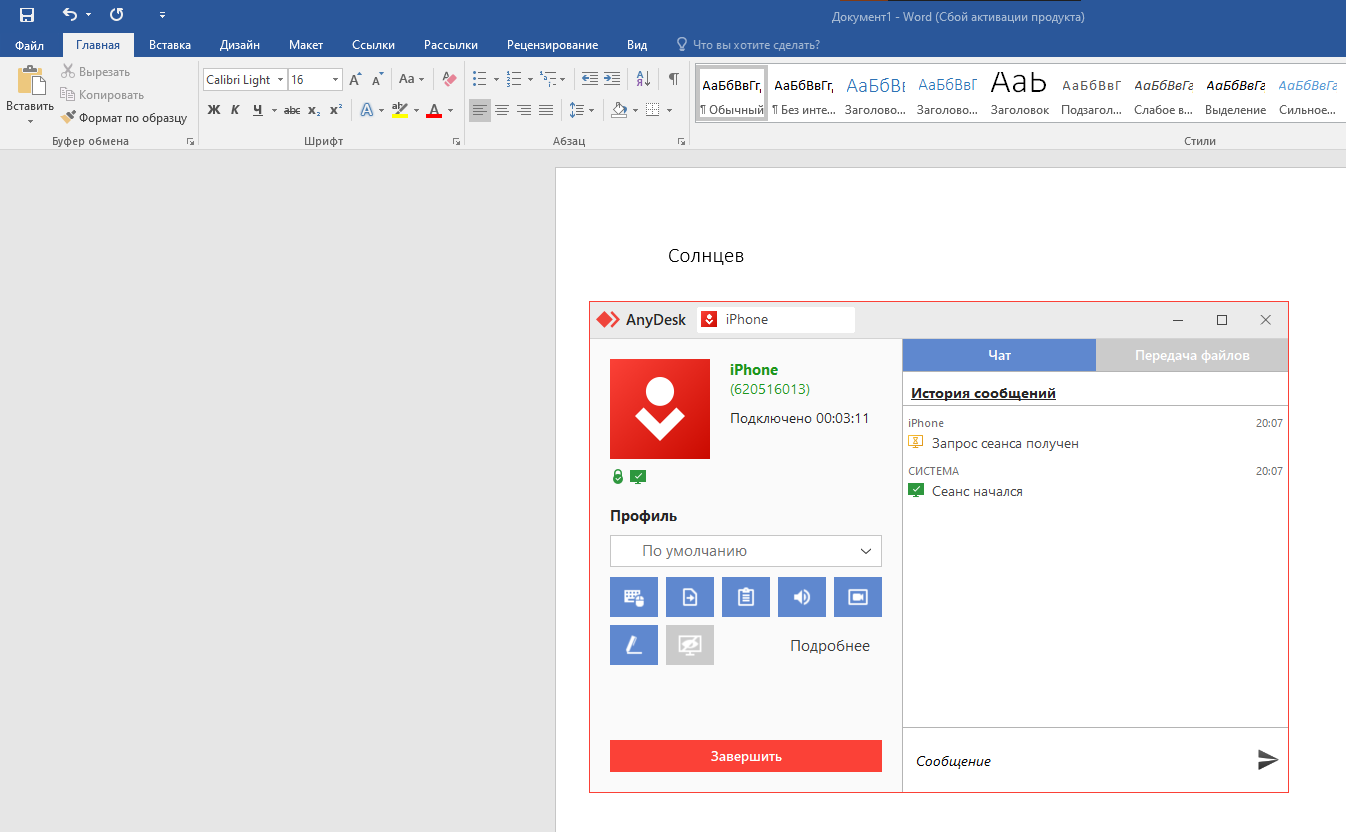 Документ1 - Word (Сбой активации продукта)
Файл Главная Вставка Дизайн Макет Ссылки Рассылки Рецензирование Вид Что вы хотите сделать?
Вставить
Вырезать
Копировать
Формат по образцу
Буфер обмена
Calibri Light 16 Aa
Ж К Ч abc x₂ x² A ab A
Шрифт
А
Я
¶
Абзац
АаБбВвГг, АаБбВвГг, АаБбВı АаБбВвГ АаЬ АаБбВвГ АаБбВвГг АаБбВвГг АаБбВвГг
¶ Обычный ¶ Без инте... Заголово... Заголово... Заголовок Подзагол... Слабое в... Выделение Сильное...
Стили
Солнцев
AnyDesk iPhone
iPhone
(620516013)
Подключено 00:03:11
Профиль
По умолчанию
Подробнее
Завершить
Чат Передача файлов
История сообщений
iPhone 20:07
Запрос сеанса получен
СИСТЕМА 20:07
Сеанс начался
Сообщение